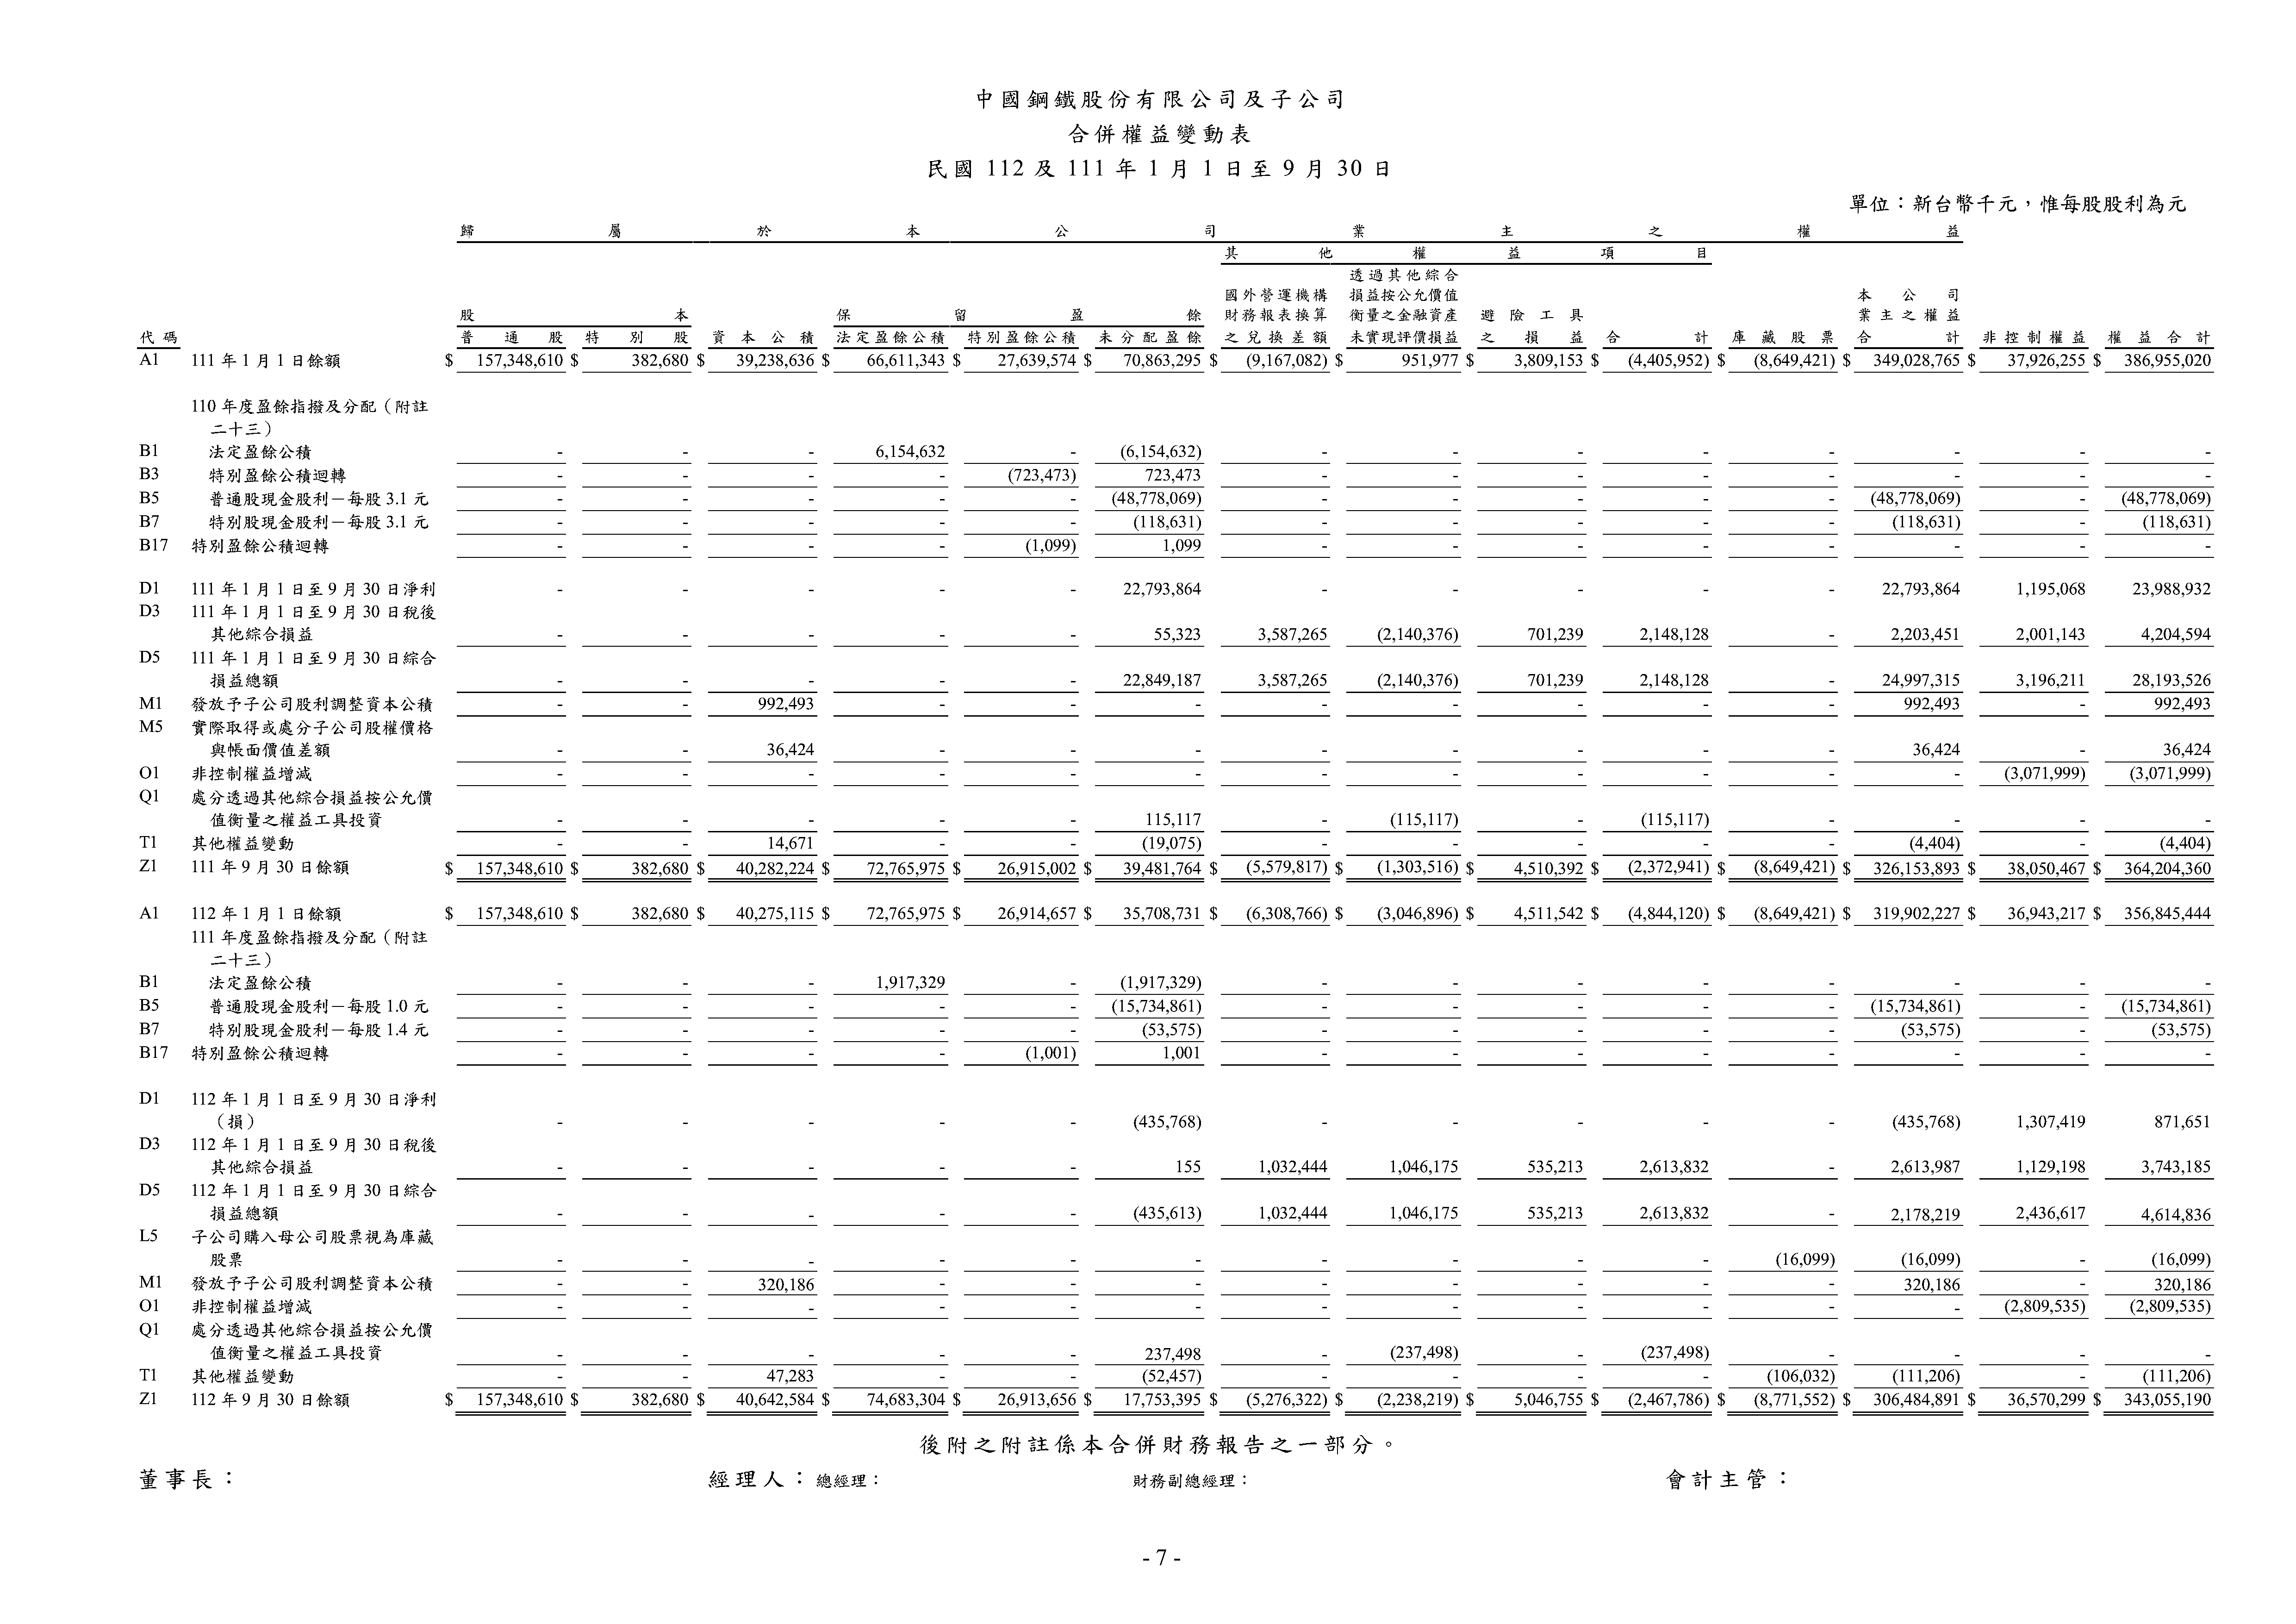 中國鋼鐵股份有限公司及子公司
合併權益變動表
民國 112 及 111 年 1 月 1 日至 9 月 30 日
單位：新台幣千元，惟每股股利為元
歸屬於本公司業主之權益
其他權益項目
透過其他綜合
國外營運機構 損益按公允價值 本公司
股本 保留盈餘 財務報表換算 衡量之金融資產 避險工具 業主之權益
代碼 普通股 特別股 資本公積 法定盈餘公積 特別盈餘公積 未分配盈餘 之兌換差額 未實現評價損益 之損益 合計 庫藏股票 合計 非控制權益 權益合計
A1 111 年 1 月 1 日餘額 $ 157,348,610 $ 382,680 $ 39,238,636 $ 66,611,343 $ 27,639,574 $ 70,863,295 $ (9,167,082) $ 951,977 $ 3,809,153 $ (4,405,952) $ (8,649,421) $ 349,028,765 $ 37,926,255 $ 386,955,020
110 年度盈餘指撥及分配（附註
二十三）
B1 法定盈餘公積 - - - 6,154,632 - (6,154,632) - - - - - - - -
B3 特別盈餘公積迴轉 - - - - (723,473) 723,473 - - - - - - - -
B5 普通股現金股利－每股 3.1 元 - - - - - (48,778,069) - - - - - (48,778,069) - (48,778,069)
B7 特別股現金股利－每股 3.1 元 - - - - - (118,631) - - - - - (118,631) - (118,631)
B17 特別盈餘公積迴轉 - - - - (1,099) 1,099 - - - - - - - -
D1 111 年 1 月 1 日至 9 月 30 日淨利 - - - - - 22,793,864 - - - - - 22,793,864 1,195,068 23,988,932
D3 111 年 1 月 1 日至 9 月 30 日稅後
其他綜合損益 - - - - - 55,323 3,587,265 (2,140,376) 701,239 2,148,128 - 2,203,451 2,001,143 4,204,594
D5 111 年 1 月 1 日至 9 月 30 日綜合
損益總額 - - - - - 22,849,187 3,587,265 (2,140,376) 701,239 2,148,128 - 24,997,315 3,196,211 28,193,526
M1 發放予子公司股利調整資本公積 - - 992,493 - - - - - - - - 992,493 - 992,493
M5 實際取得或處分子公司股權價格
與帳面價值差額 - - 36,424 - - - - - - - - 36,424 - 36,424
O1 非控制權益增減 - - - - - - - - - - - - (3,071,999) (3,071,999)
Q1 處分透過其他綜合損益按公允價
值衡量之權益工具投資 - - - - - 115,117 - (115,117) - (115,117) - - - -
T1 其他權益變動 - - 14,671 - - (19,075) - - - - - (4,404) - (4,404)
Z1 111 年 9 月 30 日餘額 $ 157,348,610 $ 382,680 $ 40,282,224 $ 72,765,975 $ 26,915,002 $ 39,481,764 $ (5,579,817) $ (1,303,516) $ 4,510,392 $ (2,372,941) $ (8,649,421) $ 326,153,893 $ 38,050,467 $ 364,204,360
A1 112 年 1 月 1 日餘額 $ 157,348,610 $ 382,680 $ 40,275,115 $ 72,765,975 $ 26,914,657 $ 35,708,731 $ (6,308,766) $ (3,046,896) $ 4,511,542 $ (4,844,120) $ (8,649,421) $ 319,902,227 $ 36,943,217 $ 356,845,444
111 年度盈餘指撥及分配（附註
二十三）
B1 法定盈餘公積 - - - 1,917,329 - (1,917,329) - - - - - - - -
B5 普通股現金股利－每股 1.0 元 - - - - - (15,734,861) - - - - - (15,734,861) - (15,734,861)
B7 特別股現金股利－每股 1.4 元 - - - - - (53,575) - - - - - (53,575) - (53,575)
B17 特別盈餘公積迴轉 - - - - (1,001) 1,001 - - - - - - - -
D1 112 年 1 月 1 日至 9 月 30 日淨利
（損） - - - - - (435,768) - - - - - (435,768) 1,307,419 871,651
D3 112 年 1 月 1 日至 9 月 30 日稅後
其他綜合損益 - - - - - 155 1,032,444 1,046,175 535,213 2,613,832 - 2,613,987 1,129,198 3,743,185
D5 112 年 1 月 1 日至 9 月 30 日綜合
損益總額 - - - - - (435,613) 1,032,444 1,046,175 535,213 2,613,832 - 2,178,219 2,436,617 4,614,836
L5 子公司購入母公司股票視為庫藏
股票 - - - - - - - - - - (16,099) (16,099) - (16,099)
M1 發放予子公司股利調整資本公積 - - 320,186 - - - - - - - - 320,186 - 320,186
O1 非控制權益增減 - - - - - - - - - - - - (2,809,535) (2,809,535)
Q1 處分透過其他綜合損益按公允價
值衡量之權益工具投資 - - - - - 237,498 - (237,498) - (237,498) - - - -
T1 其他權益變動 - - 47,283 - - (52,457) - - - - (106,032) (111,206) - (111,206)
Z1 112 年 9 月 30 日餘額 $ 157,348,610 $ 382,680 $ 40,642,584 $ 74,683,304 $ 26,913,656 $ 17,753,395 $ (5,276,322) $ (2,238,219) $ 5,046,755 $ (2,467,786) $ (8,771,552) $ 306,484,891 $ 36,570,299 $ 343,055,190
後附之附註係本合併財務報告之一部分。
董事長： 經理人：總經理： 財務副總經理： 會計主管：
- 7 -